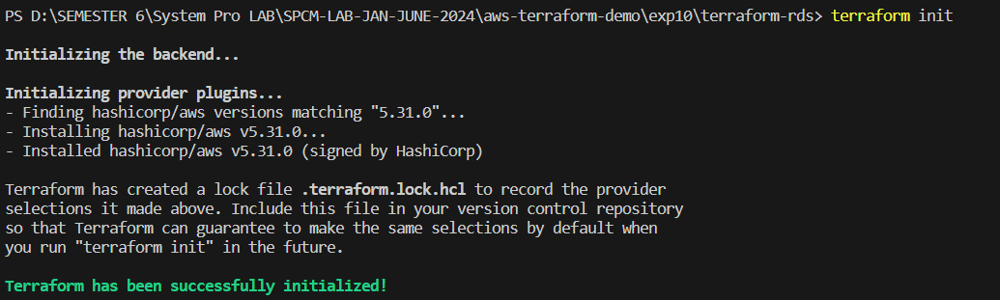 PS D:\SEMESTER 6\System Pro LAB\SPCM-LAB-JAN-JUNE-2024\aws-terraform-demo\exp10\terraform-rds> terraform init
Initializing the backend...
Initializing provider plugins...
- Finding hashicorp/aws versions matching "5.31.0"...
- Installing hashicorp/aws v5.31.0...
- Installed hashicorp/aws v5.31.0 (signed by HashiCorp)
Terraform has created a lock file .terraform.lock.hcl to record the provider
selections it made above. Include this file in your version control repository
so that Terraform can guarantee to make the same selections by default when
you run "terraform init" in the future.
Terraform has been successfully initialized!